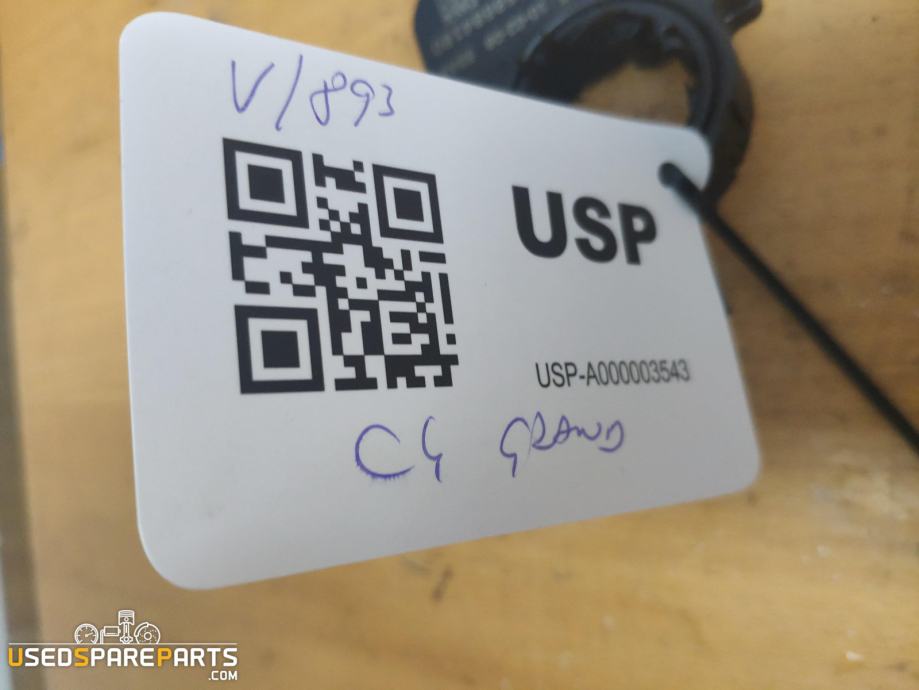 V/893
USP
USP-A000003543
C4 GRAND
USEDSPAREPARTS
.COM